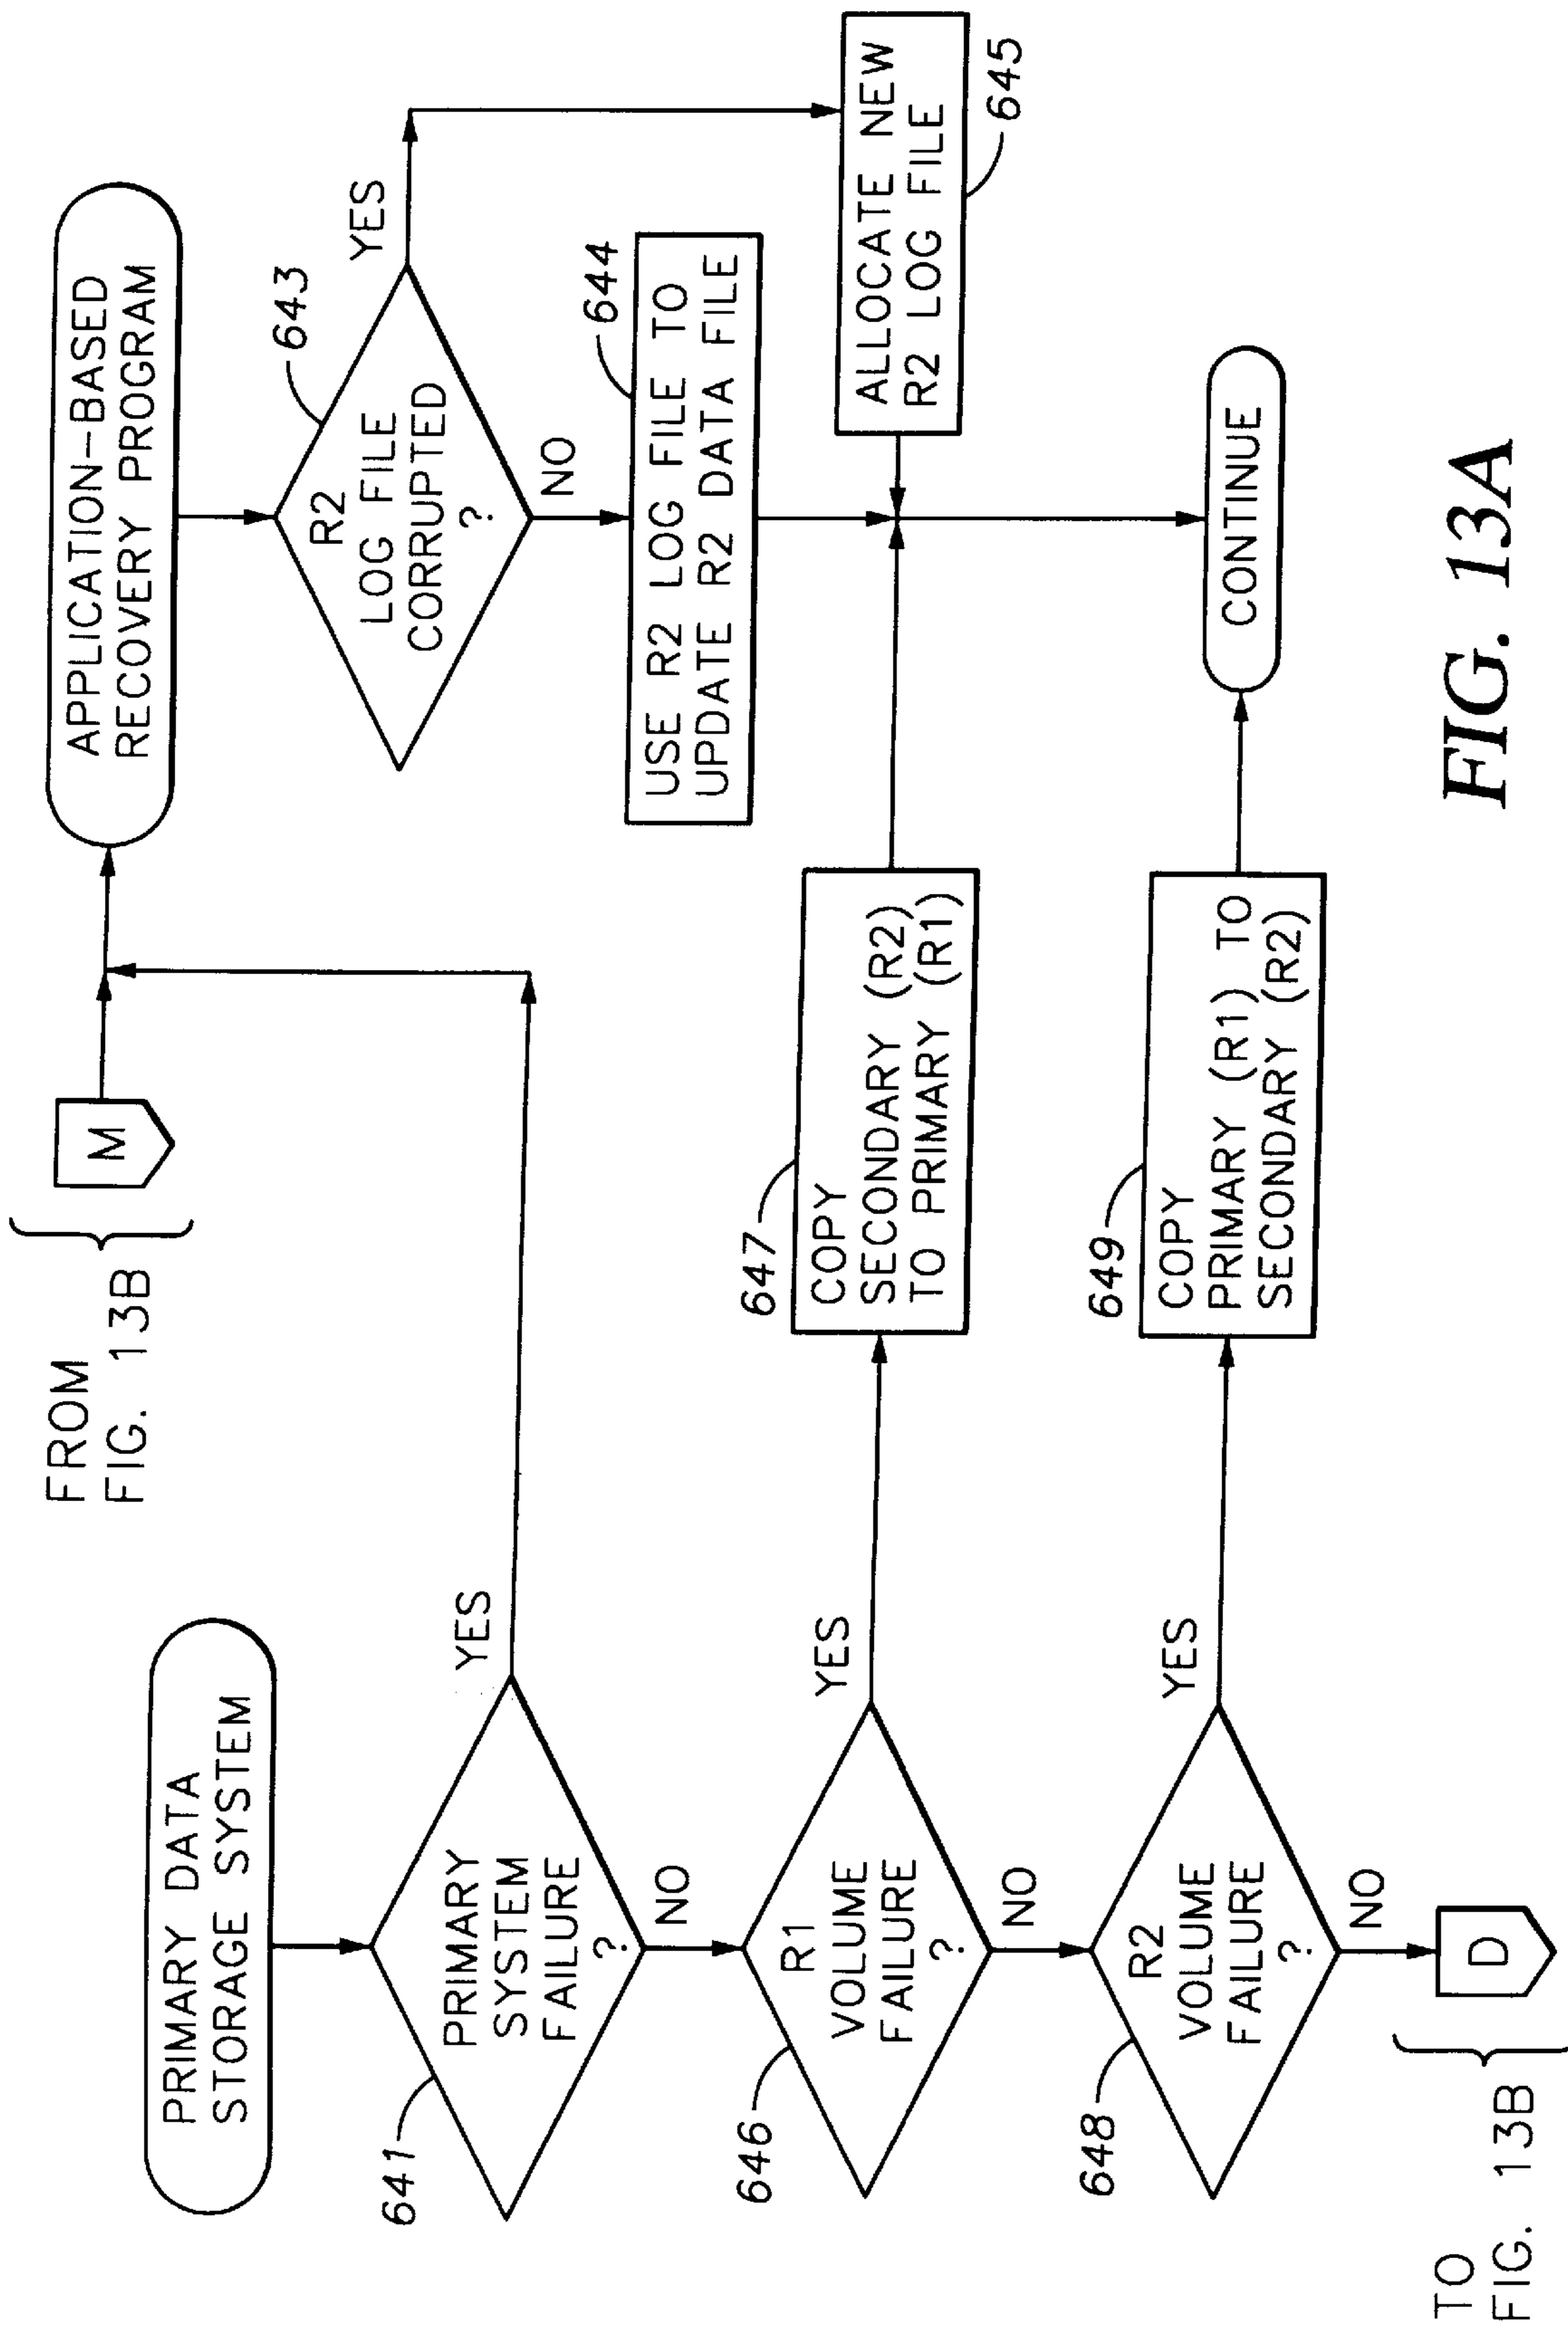 PRIMARY DATA
STORAGE SYSTEM
641
PRIMARY
SYSTEM
FAILURE
?
YES
NO
646
R1
VOLUME
FAILURE
?
YES
NO
648
R2
VOLUME
FAILURE
?
YES
NO
D
TO
FIG. 13B
FROM
FIG. 13B
M
647
COPY
SECONDARY (R2)
TO PRIMARY (R1)
649
COPY
PRIMARY (R1) TO
SECONDARY (R2)
APPLICATION-BASED
RECOVERY PROGRAM
643
R2
LOG FILE
CORRUPTED
?
YES
NO
644
USE R2 LOG FILE TO
UPDATE R2 DATA FILE
ALLOCATE NEW
R2 LOG FILE
645
CONTINUE
FIG. 13A